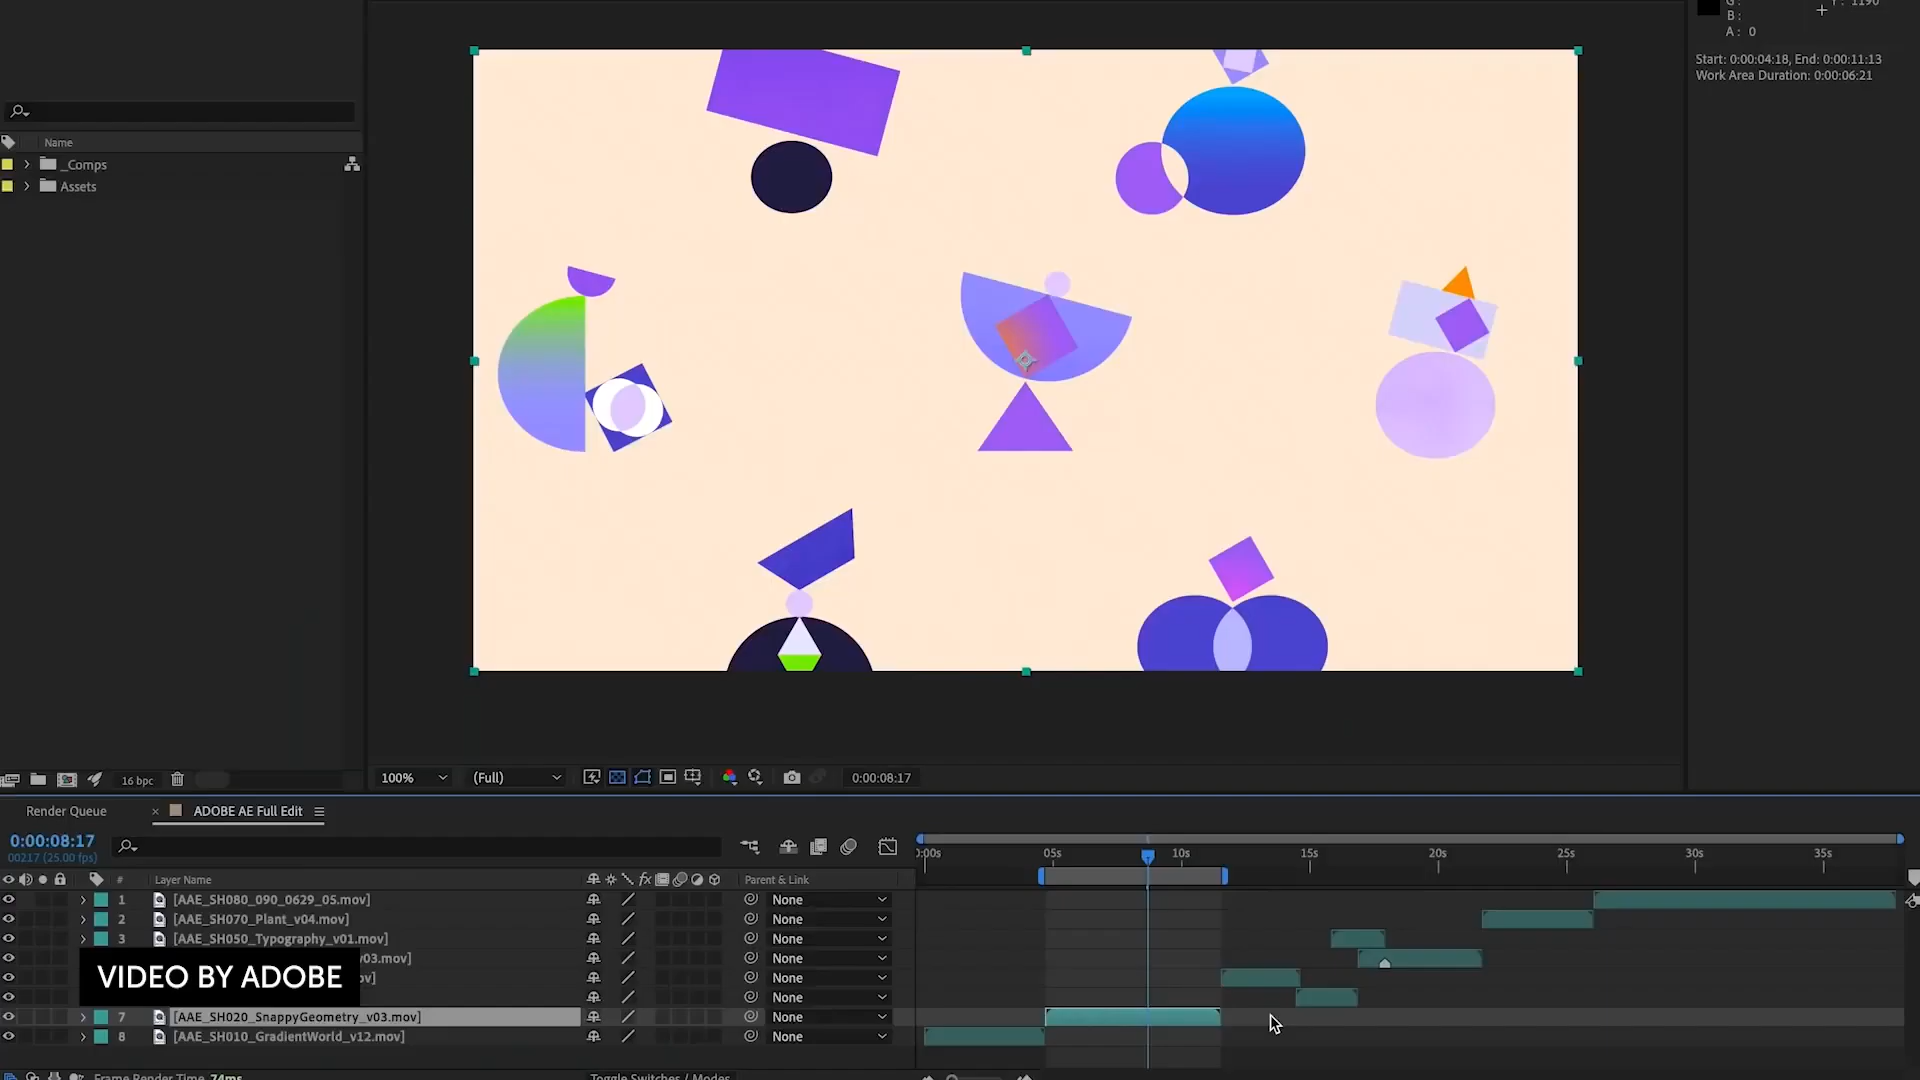 G:
Y: 1190
B:
A: 0
Start: 0:00:04:18, End: 0:00:11:13
Work Area Duration: 0:00:06:21
Name
_Comps
Assets
16 bpc
100%
(Full)
0:00:08:17
Render Queue
× ADOBE AE Full Edit
0:00:08:17
00217 (25.00 fps)
0:00s 05s 10s 15s 20s 25s 30s 35s
# Layer Name
fx
Parent & Link
1 [AAE_SH080_090_0629_05.mov] None
2 [AAE_SH070_Plant_v04.mov] None
3 [AAE_SH050_Typography_v01.mov] None
v03.mov] None
ov] None
None
VIDEO BY ADOBE
7 [AAE_SH020_SnappyGeometry_v03.mov] None
8 [AAE_SH010_GradientWorld_v12.mov] None
Frame Render Time 74ms
Toggle Switches / Modes